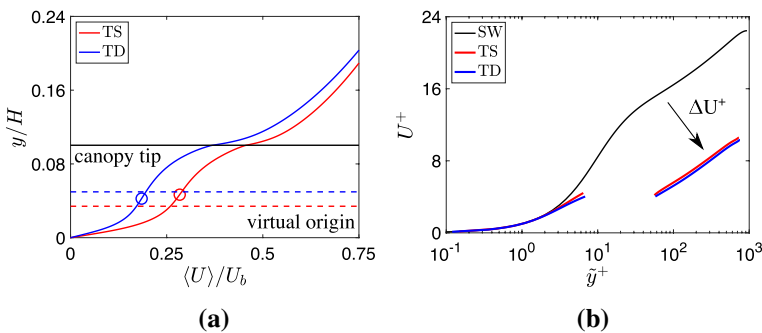 0.24
0.16
0.08
0
y/H
TS
TD
canopy tip
virtual origin
0 0.25 0.5 0.75
⟨U⟩/U_b
(a)
24
16
8
0
U⁺
SW
TS
TD
ΔU⁺
10⁻¹ 10⁰ 10¹ 10² 10³
ỹ⁺
(b)